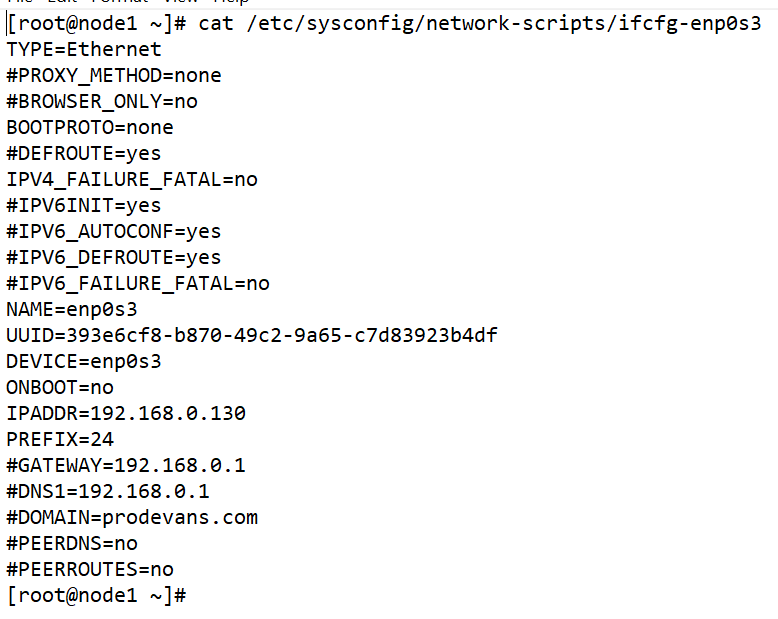 [root@node1 ~]# cat /etc/sysconfig/network-scripts/ifcfg-enp0s3
TYPE=Ethernet
#PROXY_METHOD=none
#BROWSER_ONLY=no
BOOTPROTO=none
#DEFROUTE=yes
IPV4_FAILURE_FATAL=no
#IPV6INIT=yes
#IPV6_AUTOCONF=yes
#IPV6_DEFROUTE=yes
#IPV6_FAILURE_FATAL=no
NAME=enp0s3
UUID=393e6cf8-b870-49c2-9a65-c7d83923b4df
DEVICE=enp0s3
ONBOOT=no
IPADDR=192.168.0.130
PREFIX=24
#GATEWAY=192.168.0.1
#DNS1=192.168.0.1
#DOMAIN=prodevans.com
#PEERDNS=no
#PEERROUTES=no
[root@node1 ~]#